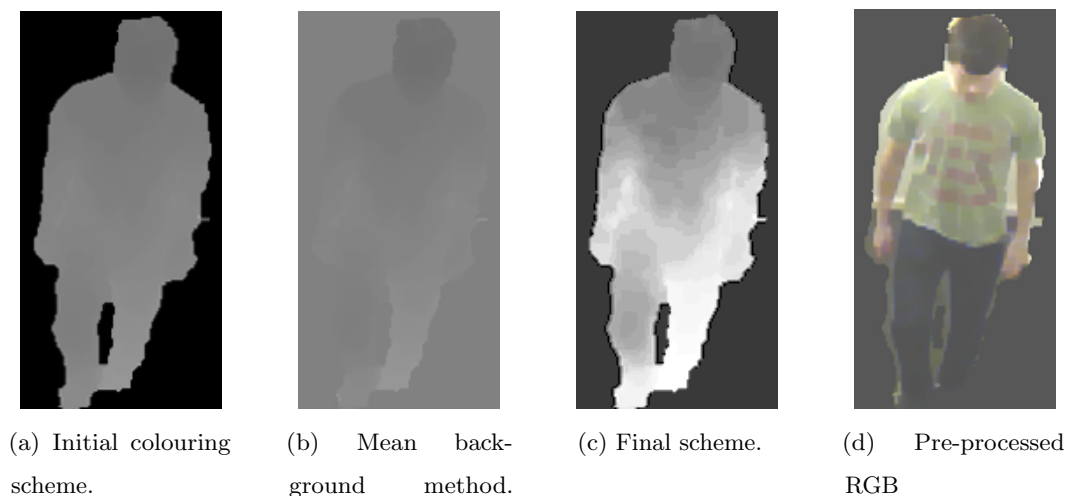 (a) Initial colouring
scheme.
(b) Mean back-
ground method.
(c) Final scheme.
(d) Pre-processed
RGB